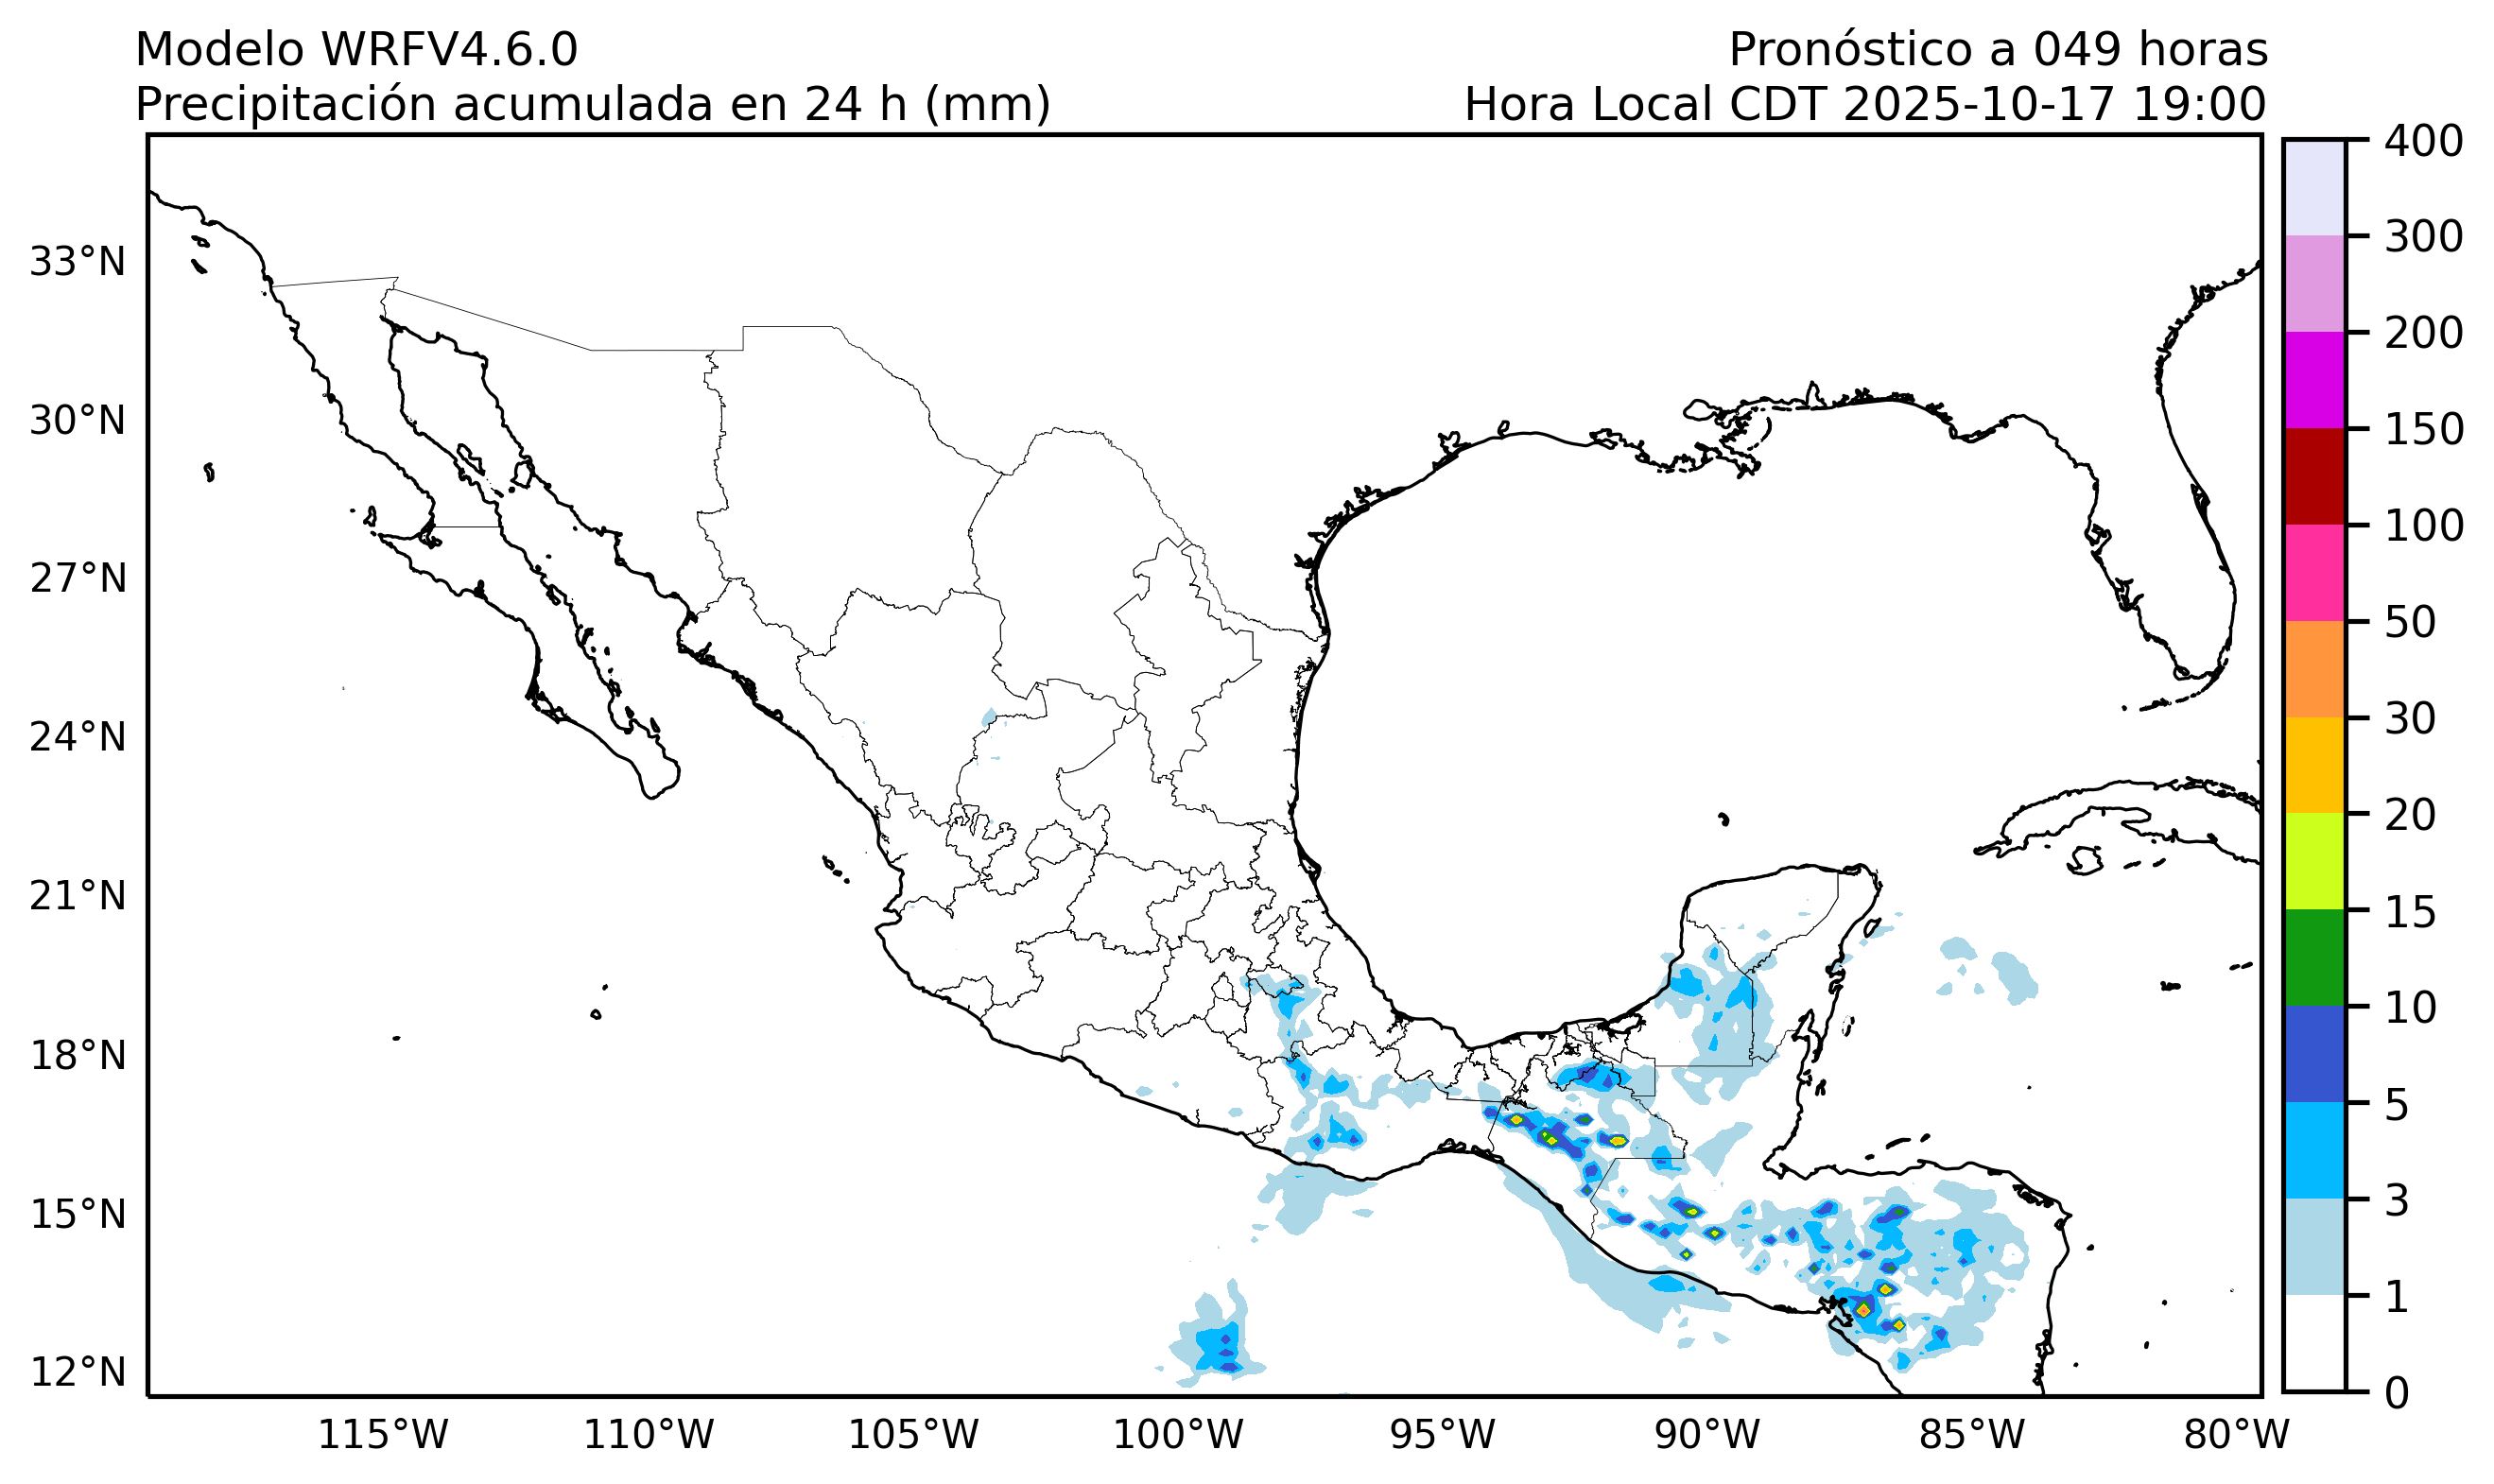 Modelo WRFV4.6.0
Pronóstico a 049 horas
Precipitación acumulada en 24 h (mm)
Hora Local CDT 2025-10-17 19:00
400
300
200
150
100
50
30
20
15
10
5
3
1
0
33°N
30°N
27°N
24°N
21°N
18°N
15°N
12°N
115°W
110°W
105°W
100°W
95°W
90°W
85°W
80°W